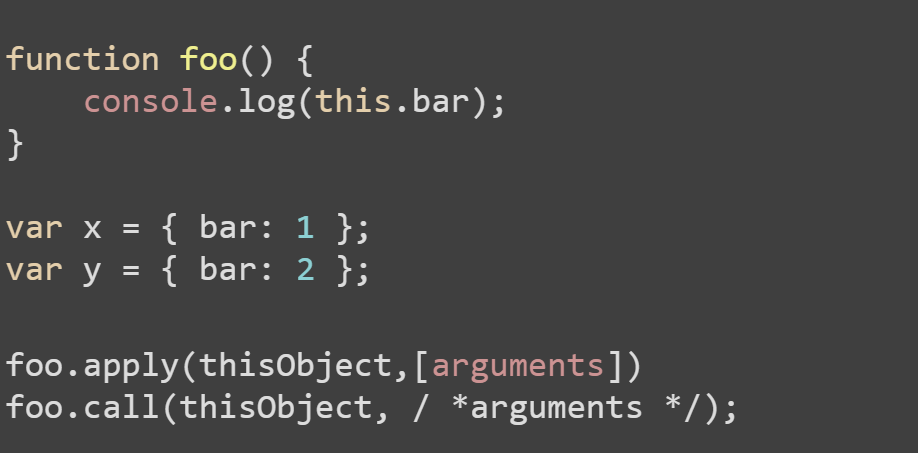 function foo() {
    console.log(this.bar);
}
var x = { bar: 1 };
var y = { bar: 2 };
foo.apply(thisObject,[arguments])
foo.call(thisObject, / *arguments */);